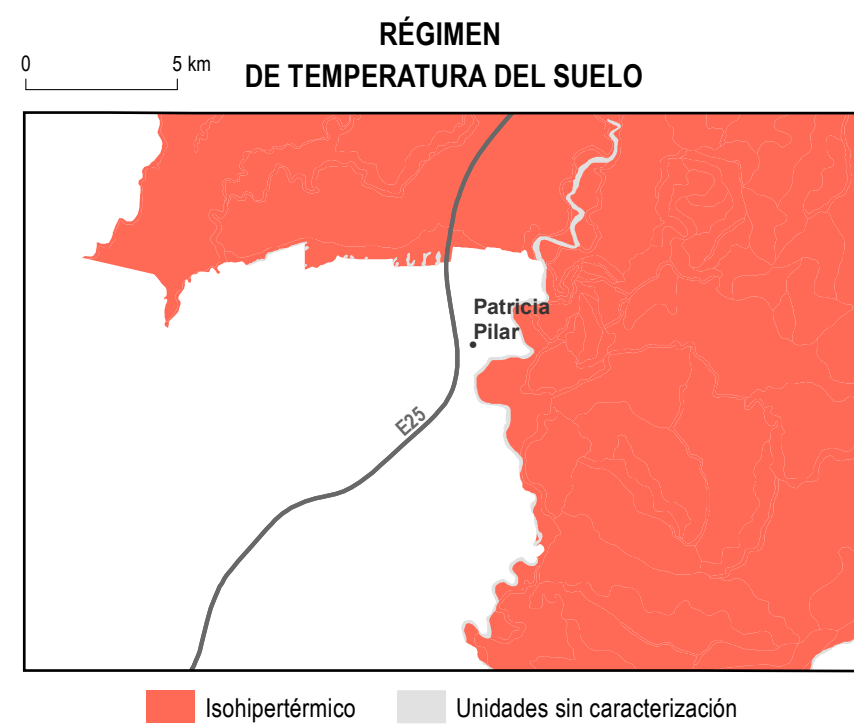 RÉGIMEN
DE TEMPERATURA DEL SUELO
0 5 km
Patricia
Pilar
E25
Isohipertérmico
Unidades sin caracterización